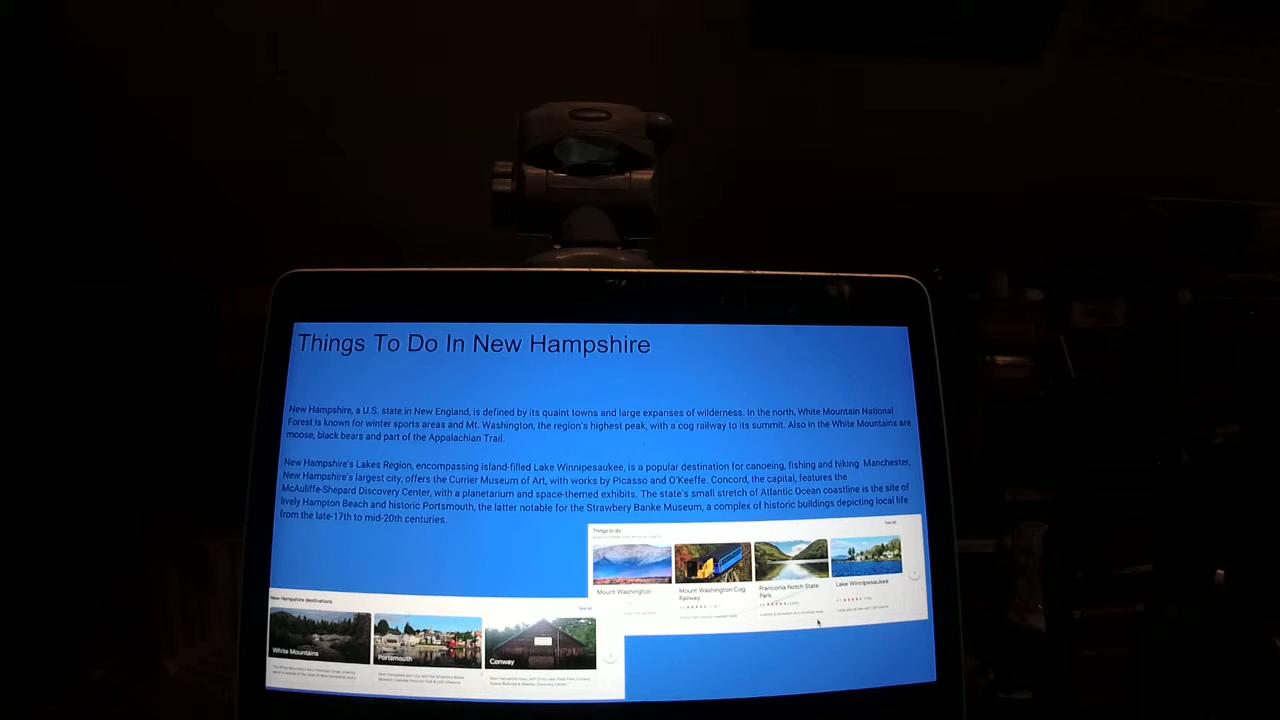 Things To Do In New Hampshire
New Hampshire, a U.S. state in New England, is defined by its quaint towns and large expanses of wilderness. In the north, White Mountain National
Forest is known for winter sports areas and Mt. Washington, the region's highest peak, with a cog railway to its summit. Also in the White Mountains are
moose, black bears and part of the Appalachian Trail.
New Hampshire's Lakes Region, encompassing island-filled Lake Winnipesaukee, is a popular destination for canoeing, fishing and hiking. Manchester,
New Hampshire's largest city, offers the Currier Museum of Art, with works by Picasso and O'Keeffe. Concord, the capital, features the
McAuliffe-Shepard Discovery Center, with a planetarium and space-themed exhibits. The state's small stretch of Atlantic Ocean coastline is the site of
lively Hampton Beach and historic Portsmouth, the latter notable for the Strawbery Banke Museum, a complex of historic buildings depicting local life
from the late-17th to mid-20th centuries.
Things to do
See all
Mount Washington
Mount Washington Cog
Railway
Franconia Notch State
Park
Lake Winnipesaukee
New Hampshire destinations
See all
White Mountains
Portsmouth
Conway